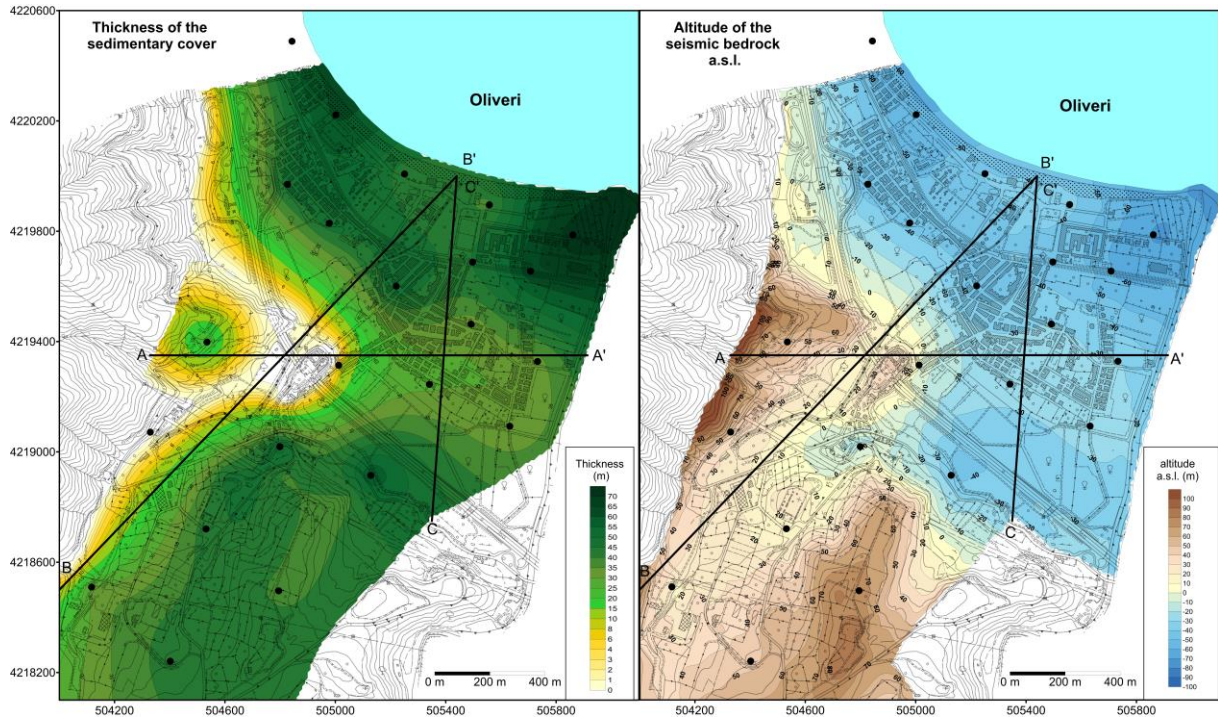 4220600
4220200
4219800
4219400
4219000
4218600
4218200
Thickness of the
sedimentary cover
Oliveri
B'
C'
A
A'
B
C
Thickness
(m)
70
65
60
55
50
45
40
35
30
25
20
15
10
8
6
5
4
3
2
1
0
0 m 200 m 400 m
504200 504600 505000 505400 505800
Altitude of the
seismic bedrock
a.s.l.
Oliveri
B'
C'
A
A'
B
C
altitude
a.s.l. (m)
100
90
80
70
60
50
40
30
20
10
0
-10
-20
-30
-40
-50
-60
-70
-80
-90
-100
0 m 200 m 400 m
504200 504600 505000 505400 505800